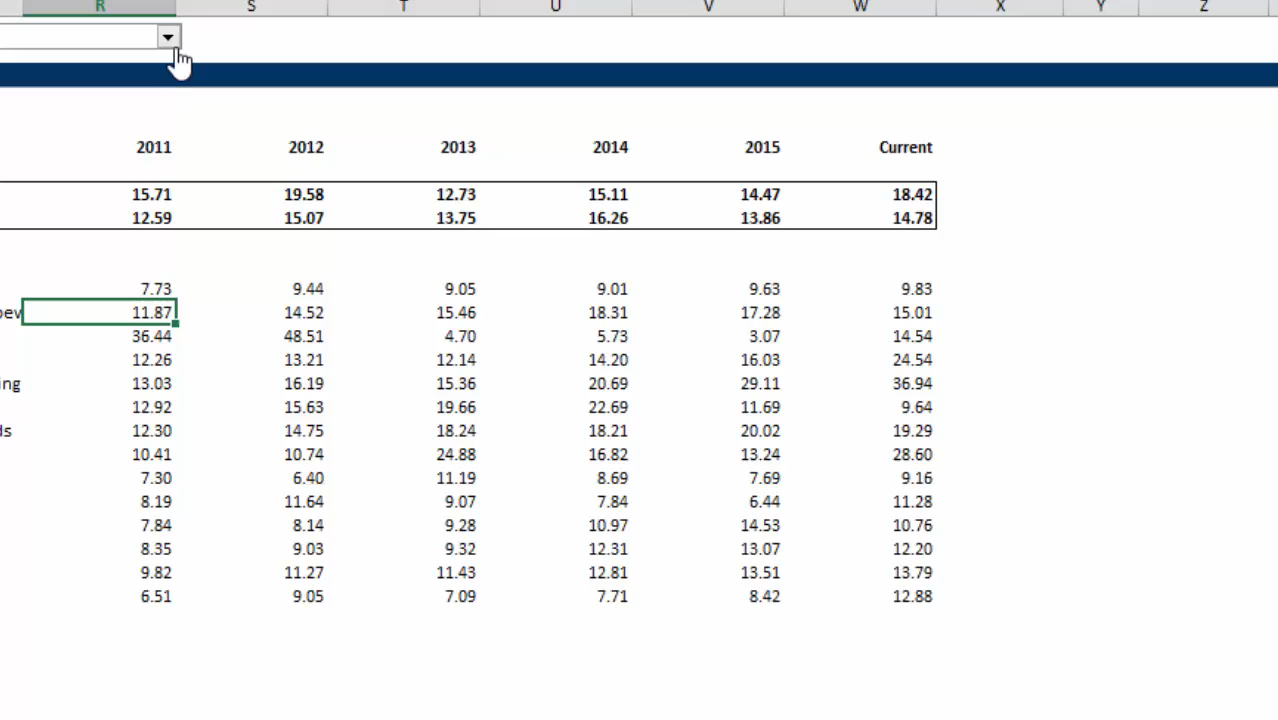 R S T U V W X Y Z
2011 2012 2013 2014 2015 Current
15.71 19.58 12.73 15.11 14.47 18.42
12.59 15.07 13.75 16.26 13.86 14.78
7.73 9.44 9.05 9.01 9.63 9.83
11.87 14.52 15.46 18.31 17.28 15.01
36.44 48.51 4.70 5.73 3.07 14.54
12.26 13.21 12.14 14.20 16.03 24.54
ing 13.03 16.19 15.36 20.69 29.11 36.94
12.92 15.63 19.66 22.69 11.69 9.64
ds 12.30 14.75 18.24 18.21 20.02 19.29
10.41 10.74 24.88 16.82 13.24 28.60
7.30 6.40 11.19 8.69 7.69 9.16
8.19 11.64 9.07 7.84 6.44 11.28
7.84 8.14 9.28 10.97 14.53 10.76
8.35 9.03 9.32 12.31 13.07 12.20
9.82 11.27 11.43 12.81 13.51 13.79
6.51 9.05 7.09 7.71 8.42 12.88